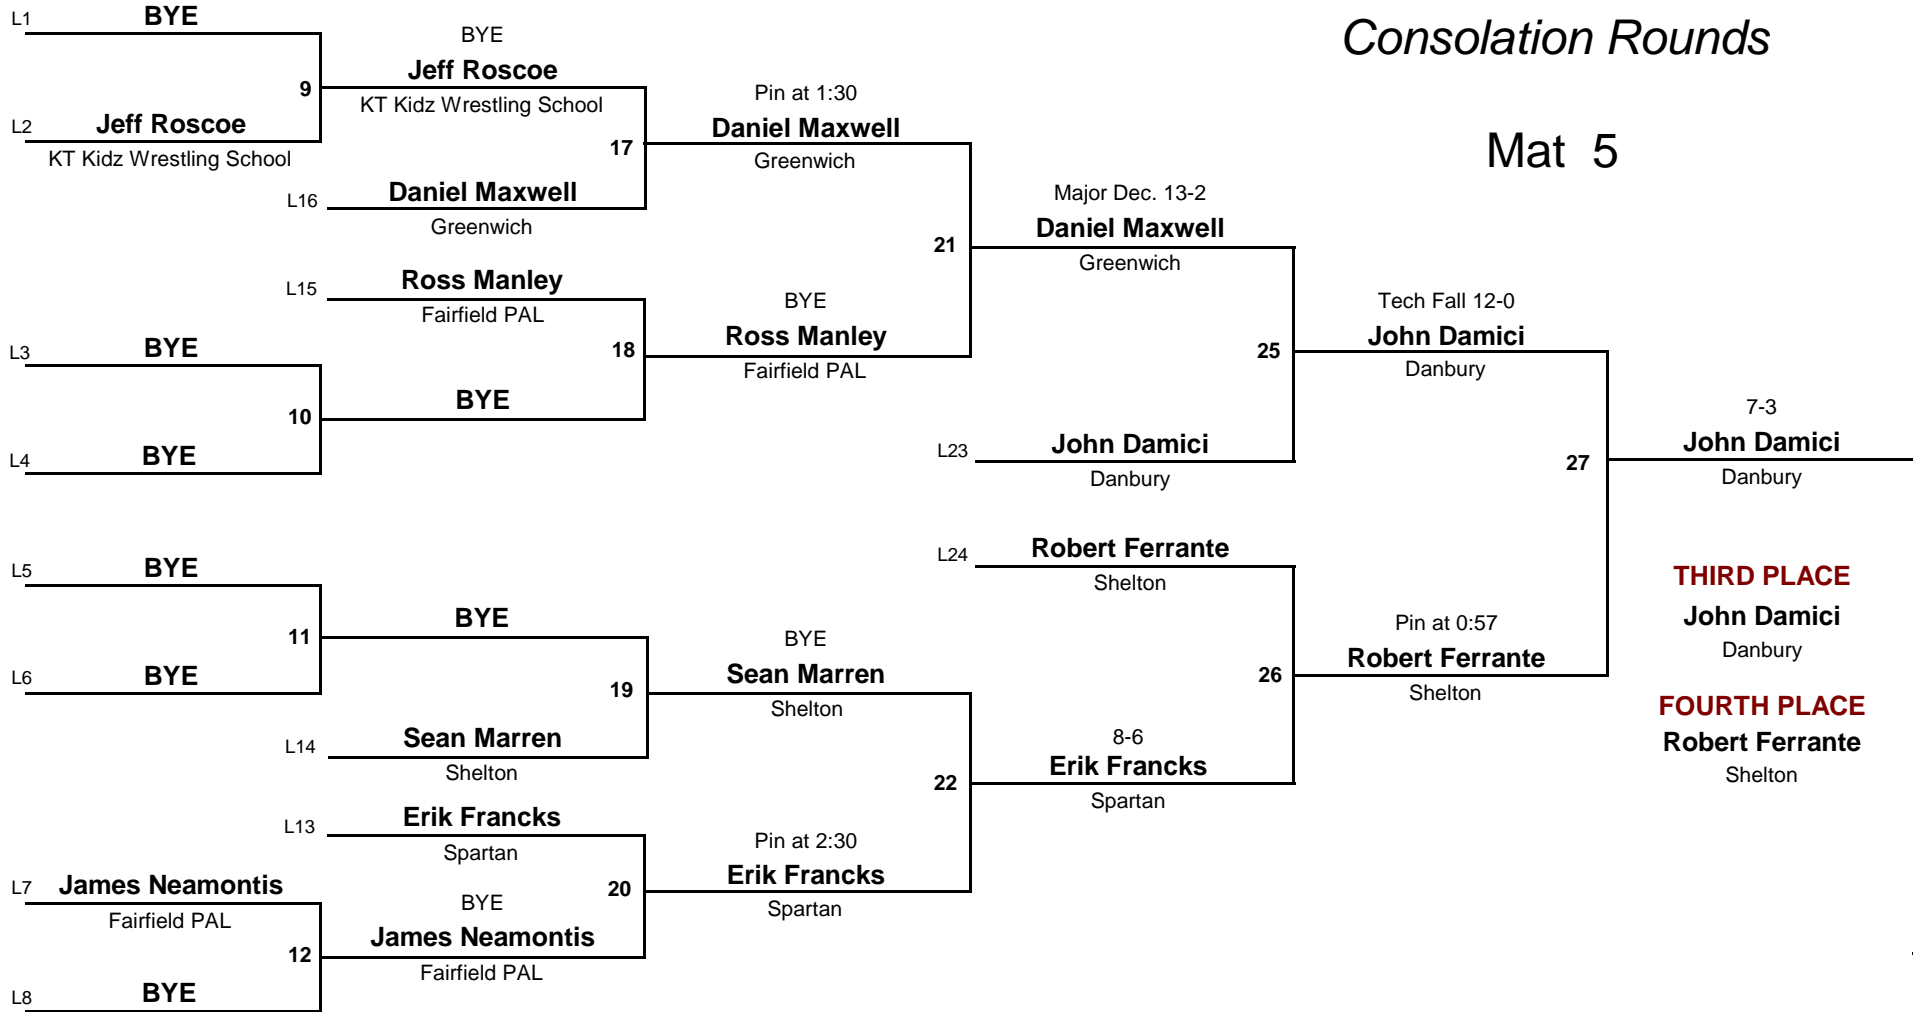 Consolation Rounds
Mat 5
L1 BYE
9
L2 Jeff Roscoe
KT Kidz Wrestling School
BYE
Jeff Roscoe
KT Kidz Wrestling School
17
L16 Daniel Maxwell
Greenwich
L15 Ross Manley
Fairfield PAL
L3 BYE
10
L4 BYE
18
BYE
Pin at 1:30
Daniel Maxwell
Greenwich
21
BYE
Ross Manley
Fairfield PAL
Major Dec. 13-2
Daniel Maxwell
Greenwich
25
L23 John Damici
Danbury
Tech Fall 12-0
John Damici
Danbury
27
7-3
John Damici
Danbury
L5 BYE
11
L6 BYE
BYE
19
L14 Sean Marren
Shelton
L13 Erik Francks
Spartan
L7 James Neamontis
Fairfield PAL
12
L8 BYE
20
BYE
James Neamontis
Fairfield PAL
BYE
Sean Marren
Shelton
22
Pin at 2:30
Erik Francks
Spartan
L24 Robert Ferrante
Shelton
26
8-6
Erik Francks
Spartan
Pin at 0:57
Robert Ferrante
Shelton
THIRD PLACE
John Damici
Danbury
FOURTH PLACE
Robert Ferrante
Shelton